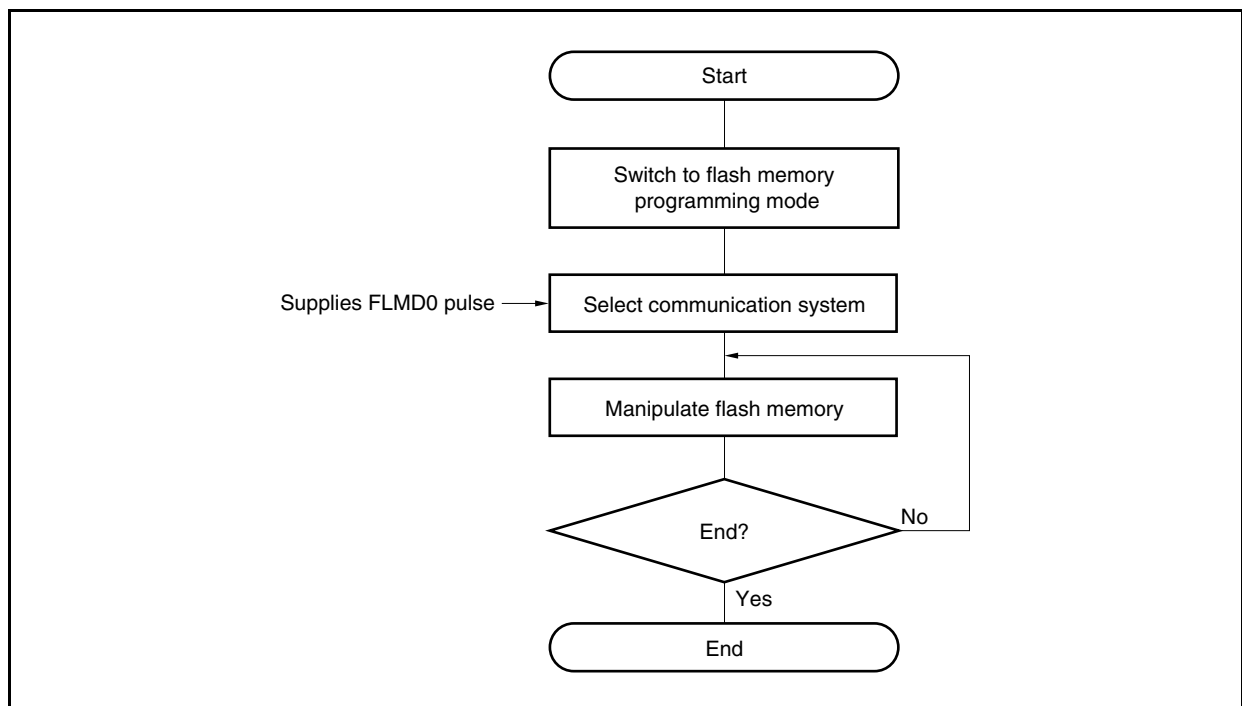 Start
Switch to flash memory
programming mode
Supplies FLMD0 pulse
Select communication system
Manipulate flash memory
End?
No
Yes
End